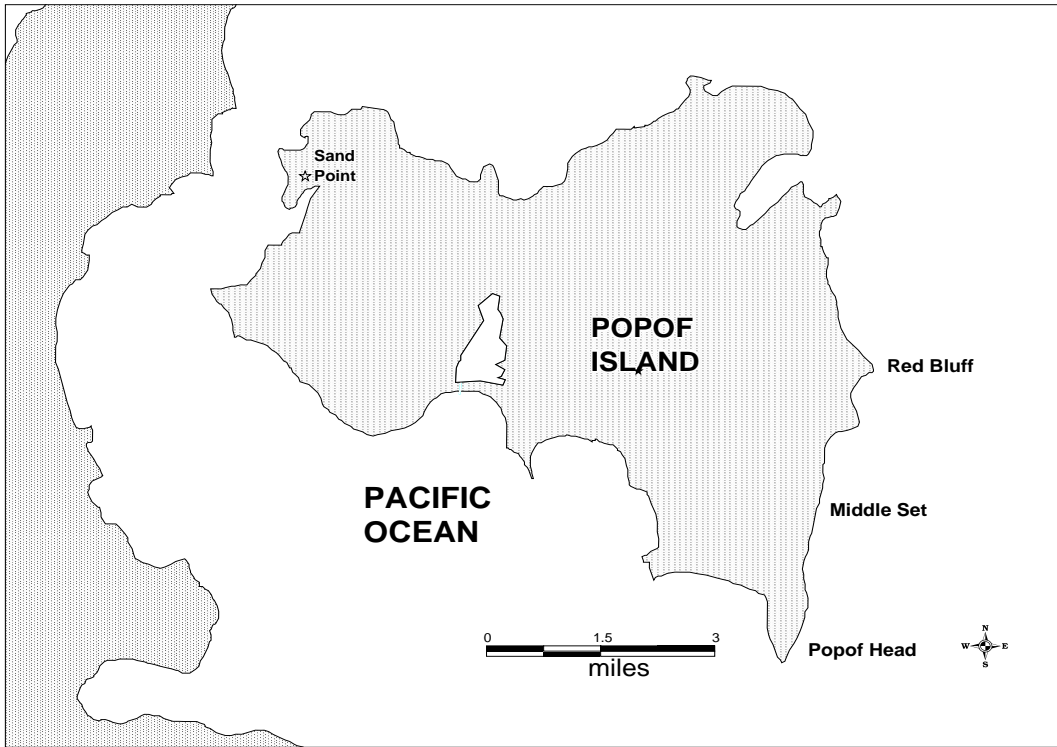 Sand
Point
POPOF
ISLAND
Red Bluff
PACIFIC
OCEAN
Middle Set
0 1.5 3
miles
Popof Head
N
W E
S